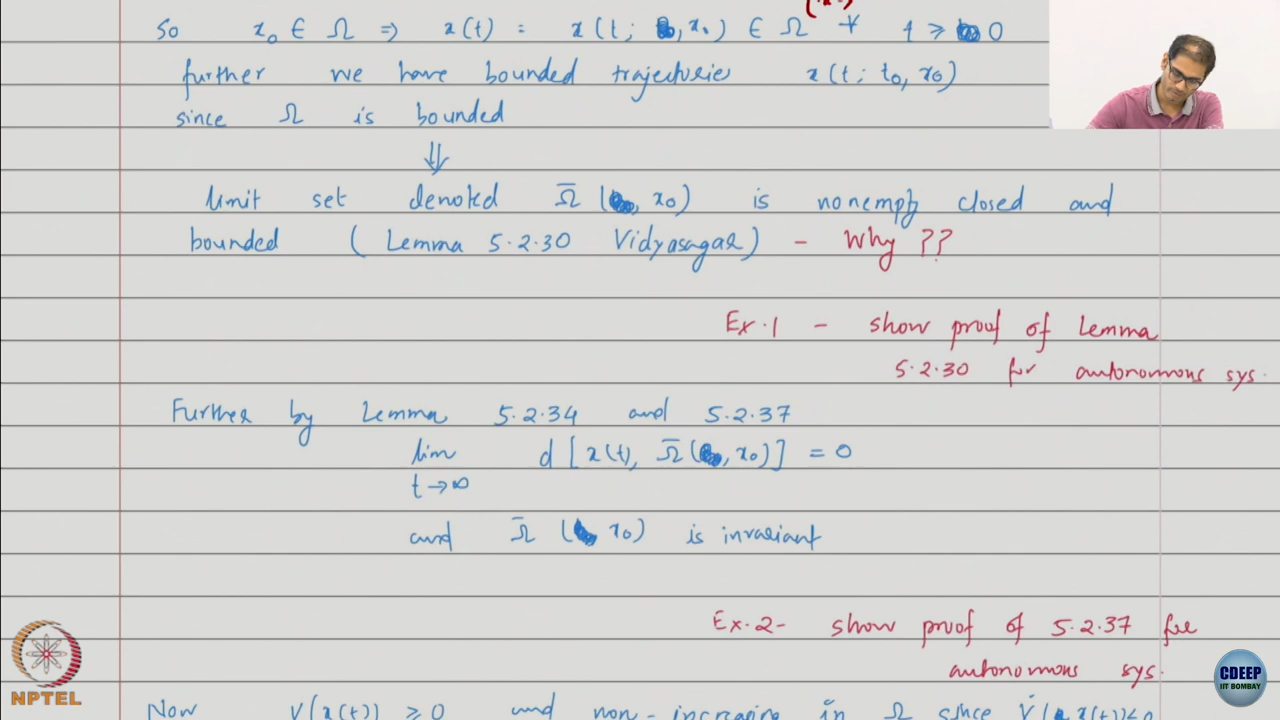 So x₀ ∈ Ω ⇒ x(t) = x(t; , x₀) ∈ Ω ∀ t ≥ 0
further we have bounded trajectories x(t; t₀, x₀)
since Ω is bounded
⇓
limit set denoted Ω̄ ( , x₀) is nonempty closed and
bounded ( Lemma 5.2.30 Vidyasagar) - Why ??
Ex.1 - show proof of Lemma
5.2.30 for autonomous sys.
Further by Lemma 5.2.34 and 5.2.37
lim d [x(t), Ω̄( , x₀)] = 0
t→∞
and Ω̄ ( x₀) is invariant
Ex.2- show proof of 5.2.37 for
autonomous sys.
Now V(x(t)) ≥ 0 and non-increasing in Ω since
NPTEL
CDEEP
IIT BOMBAY